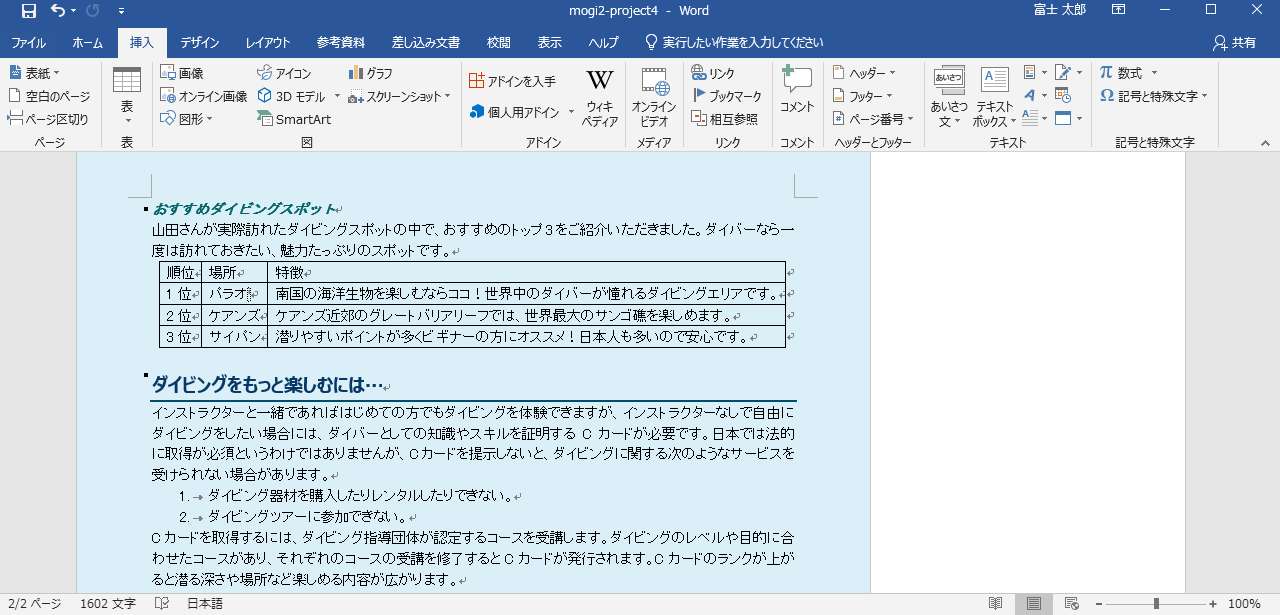 mogi2-project4 - Word
富士 太郎
ファイル ホーム 挿入 デザイン レイアウト 参考資料 差し込み文書 校閲 表示 ヘルプ 実行したい作業を入力してください 共有
表紙
空白のページ
ページ区切り
ページ
表
表
画像
オンライン画像
図形
アイコン
3D モデル
SmartArt
グラフ
スクリーンショット
図
アドインを入手
個人用アドイン
ウィキ
ペディア
アドイン
オンライン
ビデオ
メディア
リンク
ブックマーク
相互参照
リンク
コメント
コメント
ヘッダー
フッター
ページ番号
ヘッダーとフッター
あいさつ
あいさつ
文
テキスト
ボックス
テキスト
数式
記号と特殊文字
記号と特殊文字
おすすめダイビングスポット
山田さんが実際訪れたダイビングスポットの中で、おすすめのトップ3をご紹介いただきました。ダイバーなら一
度は訪れておきたい、魅力たっぷりのスポットです。
順位 場所 特徴
1 位 パラオ 南国の海洋生物を楽しむならココ！世界中のダイバーが憧れるダイビングエリアです。
2 位 ケアンズ ケアンズ近郊のグレートバリアリーフでは、世界最大のサンゴ礁を楽しめます。
3 位 サイパン 潜りやすいポイントが多くビギナーの方にオススメ！日本人も多いので安心です。
ダイビングをもっと楽しむには…
インストラクターと一緒であればはじめての方でもダイビングを体験できますが、インストラクターなしで自由に
ダイビングをしたい場合には、ダイバーとしての知識やスキルを証明する C カードが必要です。日本では法的
に取得が必須というわけではありませんが、Cカードを提示しないと、ダイビングに関する次のようなサービスを
受けられない場合があります。
1. ダイビング器材を購入したりレンタルしたりできない。
2. ダイビングツアーに参加できない。
Cカードを取得するには、ダイビング指導団体が認定するコースを受講します。ダイビングのレベルや目的に合
わせたコースがあり、それぞれのコースの受講を修了するとCカードが発行されます。Cカードのランクが上が
ると潜る深さや場所など楽しめる内容が広がります。
2/2 ページ 1602 文字 日本語 100%